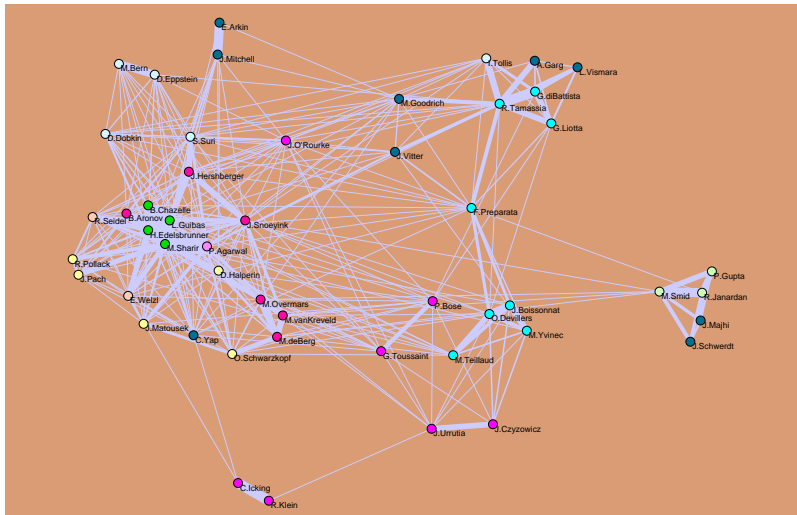 E.Arkin
J.Mitchell
I.Tollis
A.Garg
L.Vismara
M.Bern
D.Eppstein
G.diBattista
M.Goodrich
R.Tamassia
G.Liotta
D.Dobkin
S.Suri
J.O'Rourke
J.Vitter
J.Hershberger
B.Chazelle
F.Preparata
R.Seidel
B.Aronov
L.Guibas
J.Snoeyink
H.Edelsbrunner
M.Sharir
P.Agarwal
R.Pollack
J.Pach
D.Halperin
P.Gupta
E.Welzl
M.Overmars
P.Bose
M.Smid
R.Janardan
J.Boissonnat
O.Devillers
J.Matousek
M.vanKreveld
J.Majhi
C.Yap
M.deBerg
M.Yvinec
J.Schwerdt
O.Schwarzkopf
G.Toussaint
M.Teillaud
J.Urrutia
J.Czyzowicz
C.Icking
R.Klein